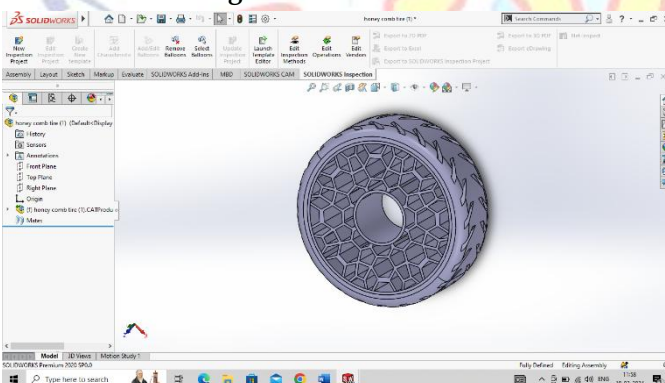 SOLIDWORKS
honey comb tire (1) *
Search Commands
New Inspection Project
Edit Inspection Project
Create New Template
Add Characteristic
Add/Edit Balloons
Remove Balloons
Select Balloons
Update Inspection Project
Launch Template Editor
Edit Inspection Methods
Edit Operations
Edit Vendors
Export to 2D PDF
Export to Excel
Export to SOLIDWORKS Inspection Project
Export to 3D PDF
Export eDrawing
Net-Inspect
Assembly Layout Sketch Markup Evaluate SOLIDWORKS Add-Ins MBD SOLIDWORKS CAM SOLIDWORKS Inspection
honey comb tire (1) (Default<Display
History
Sensors
Annotations
Front Plane
Top Plane
Right Plane
Origin
(f) honey comb tire (1).CATProdu
Mates
Model 3D Views Motion Study 1
SOLIDWORKS Premium 2020 SP0.0
Fully Defined Editing Assembly
Type here to search
ENG
11:58